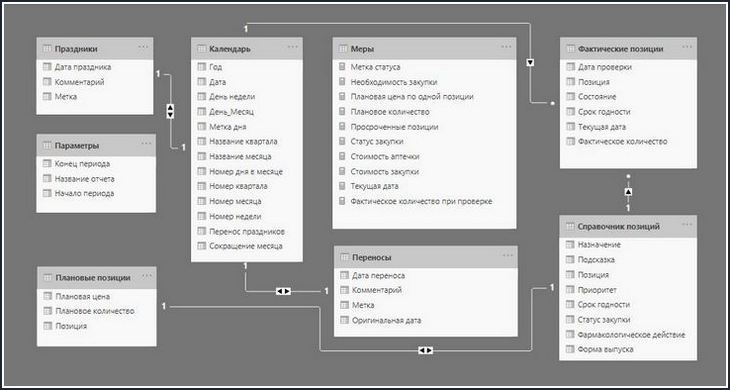 Праздники
Дата праздника
Комментарий
Метка
Параметры
Конец периода
Название отчета
Начало периода
Плановые позиции
Плановая цена
Плановое количество
Позиция
Календарь
Год
Дата
День недели
День_Месяц
Метка дня
Название квартала
Название месяца
Номер дня в месяце
Номер квартала
Номер месяца
Номер недели
Перенос праздников
Сокращение месяца
Меры
Метка статуса
Необходимость закупки
Плановая цена по одной позиции
Плановое количество
Просроченные позиции
Статус закупки
Стоимость аптечки
Стоимость закупки
Текущая дата
Фактическое количество при проверке
Переносы
Дата переноса
Комментарий
Метка
Оригинальная дата
Фактические позиции
Дата проверки
Позиция
Состояние
Срок годности
Текущая дата
Фактическое количество
Справочник позиций
Назначение
Подсказка
Позиция
Приоритет
Срок годности
Статус закупки
Фармакологическое действие
Форма выпуска
1
1
1
1
1
1
1
1
*
*